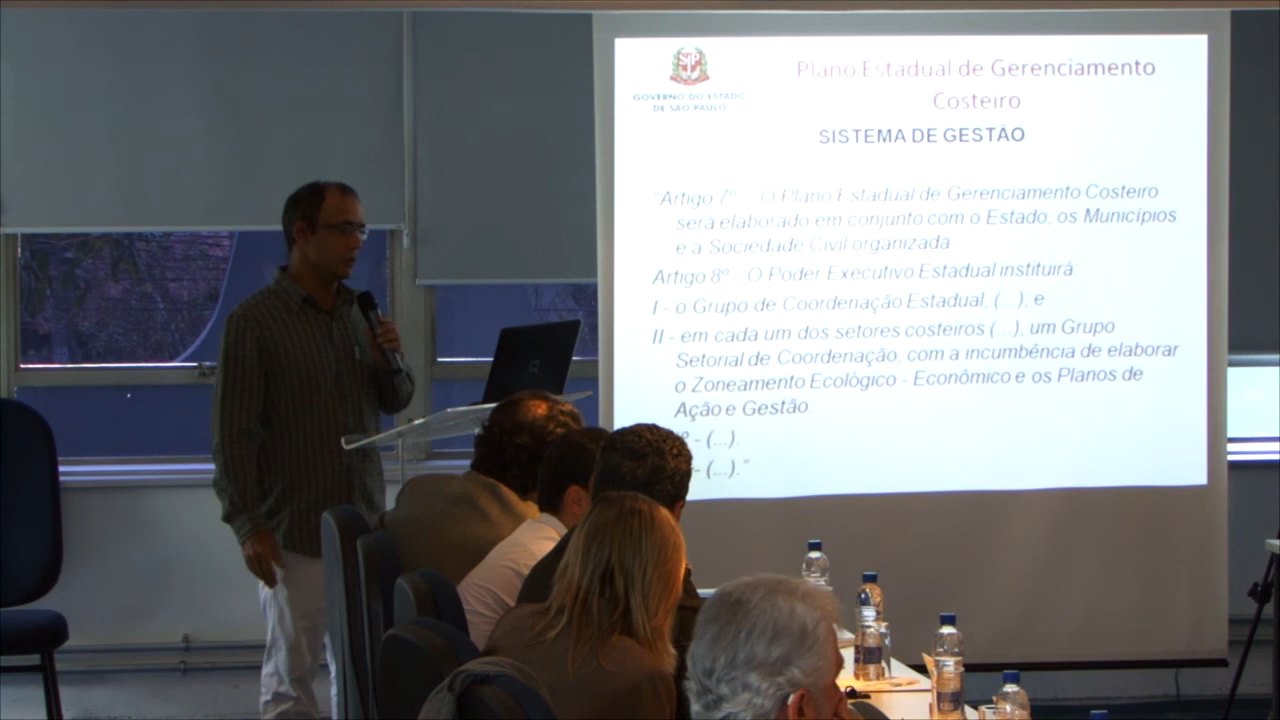 SP
GOVERNO DO ESTADO
DE SÃO PAULO
Plano Estadual de Gerenciamento
Costeiro
SISTEMA DE GESTÃO
"Artigo 7º - O Plano Estadual de Gerenciamento Costeiro
será elaborado em conjunto com o Estado, os Municípios
e a Sociedade Civil organizada
Artigo 8º - O Poder Executivo Estadual instituirá:
I - o Grupo de Coordenação Estadual, (...); e
II - em cada um dos setores costeiros (...), um Grupo
Setorial de Coordenação, com a incumbência de elaborar
o Zoneamento Ecológico - Econômico e os Planos de
Ação e Gestão.
º - (...).
- (...)."